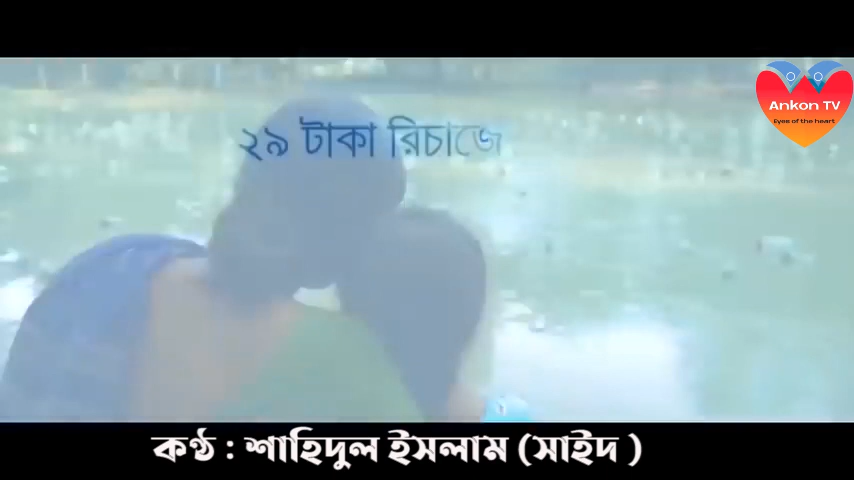 Ankon TV
Eyes of the heart
২৯ টাকা রিচাজে
কণ্ঠ : শাহিদুল ইসলাম (সাইদ )